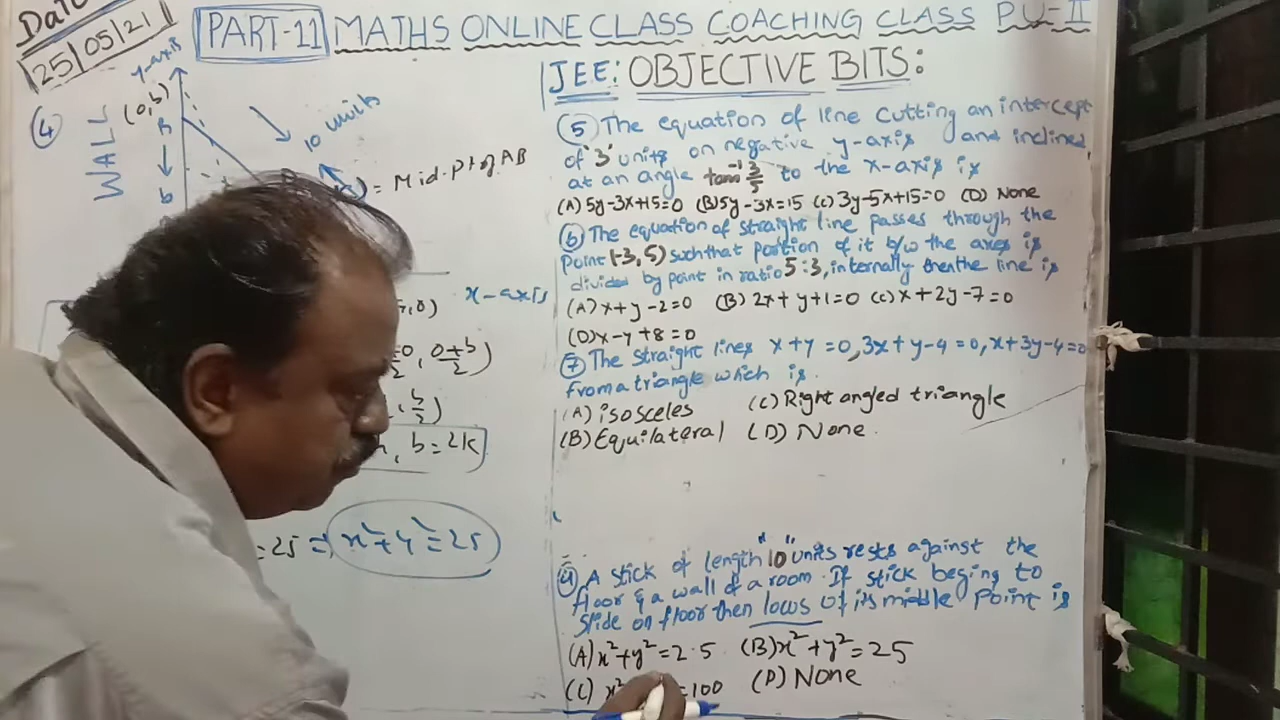 Date
25/05/21
PART-11 MATHS ONLINE CLASS COACHING CLASS P.U-II
JEE: OBJECTIVE BITS:
4
WALL
y-axis
(0,b)
b
10 units
= Mid-pt of AB
x-axis
,0)
, 0+b/2)
, b/2)
, b=2k
=25 ⇒ x²+y²=25
(5) The equation of line cutting an intercept
of '3' units on negative y-axis and inclined
at an angle tan⁻¹ 3/5 to the x-axis is
(A) 5y-3x+15=0 (B) 5y-3x=15 (C) 3y-5x+15=0 (D) None
(6) The equation of straight line passes through the
point (-3,5) such that portion of it b/w the axes is
divided by point in ratio 5:3, internally then the line is
(A) x+y-2=0 (B) 2x+y+1=0 (C) x+2y-7=0
(D) x-y+8=0
(7) The straight lines x+y=0, 3x+y-4=0, x+3y-4=0
from a triangle which is.
(A) isosceles (C) Right angled triangle
(B) Equilateral (D) None.
(4) A stick of length "10" units rests against the
floor & a wall of a room. If stick beging to
slide on floor then locus of its middle point is
(A) x²+y²=2.5 (B) x²+y²=25
(C) x² =100 (D) None